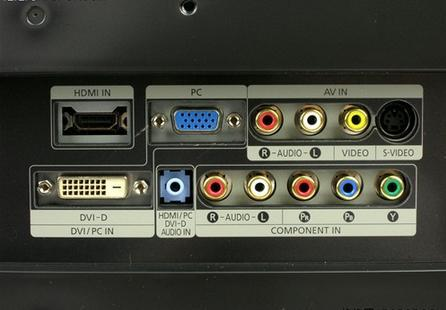 HDMI IN
PC
AV IN
R-AUDIO-L
VIDEO
S-VIDEO
DVI-D
DVI/PC IN
HDMI/PC
DVI-D
AUDIO IN
R-AUDIO-L
PR
PB
Y
COMPONENT IN